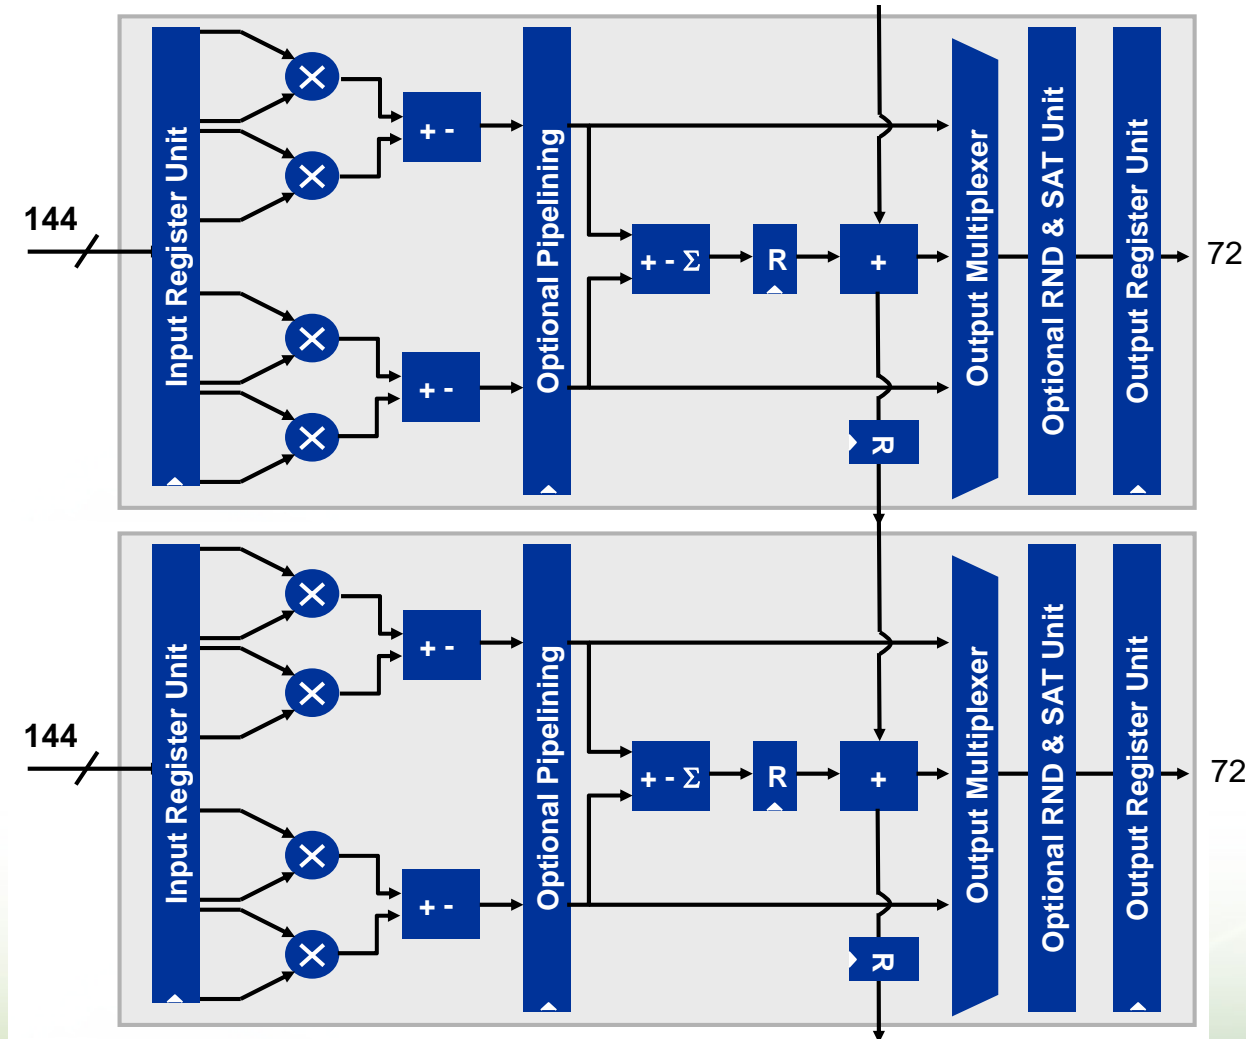 144
Input Register Unit
+ -
+ -
Optional Pipelining
+ - Σ
R
+
R
Output Multiplexer
Optional RND & SAT Unit
Output Register Unit
72
144
Input Register Unit
+ -
+ -
Optional Pipelining
+ - Σ
R
+
R
Output Multiplexer
Optional RND & SAT Unit
Output Register Unit
72